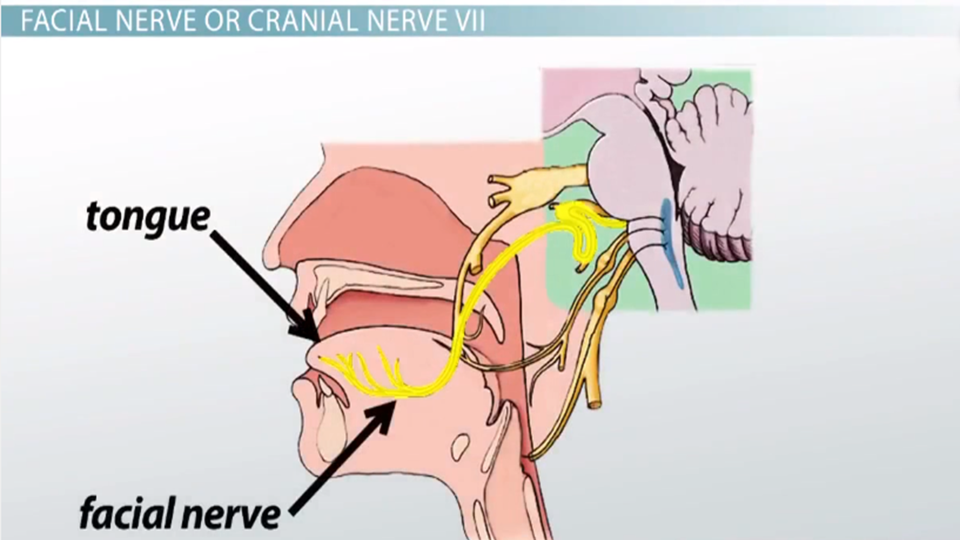 FACIAL NERVE OR CRANIAL NERVE VII
tongue
facial nerve